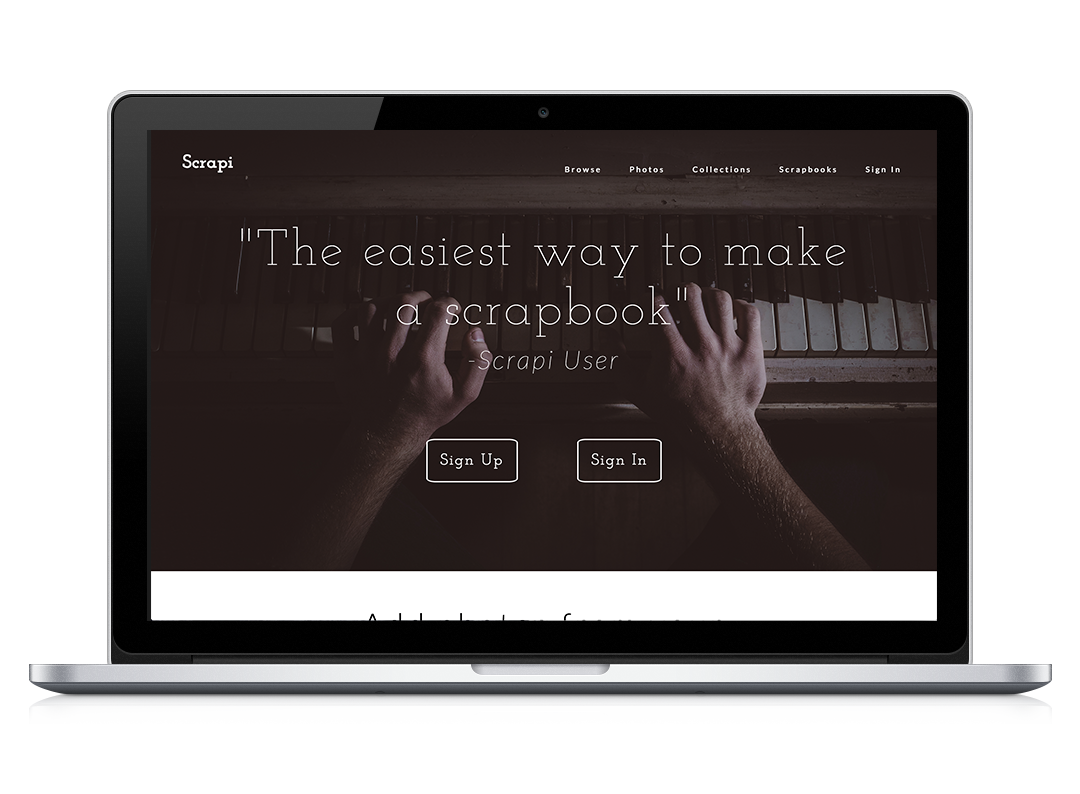 Scrapi
Browse Photos Collections Scrapbooks Sign In
"The easiest way to make
a scrapbook"
-Scrapi User
Sign Up Sign In